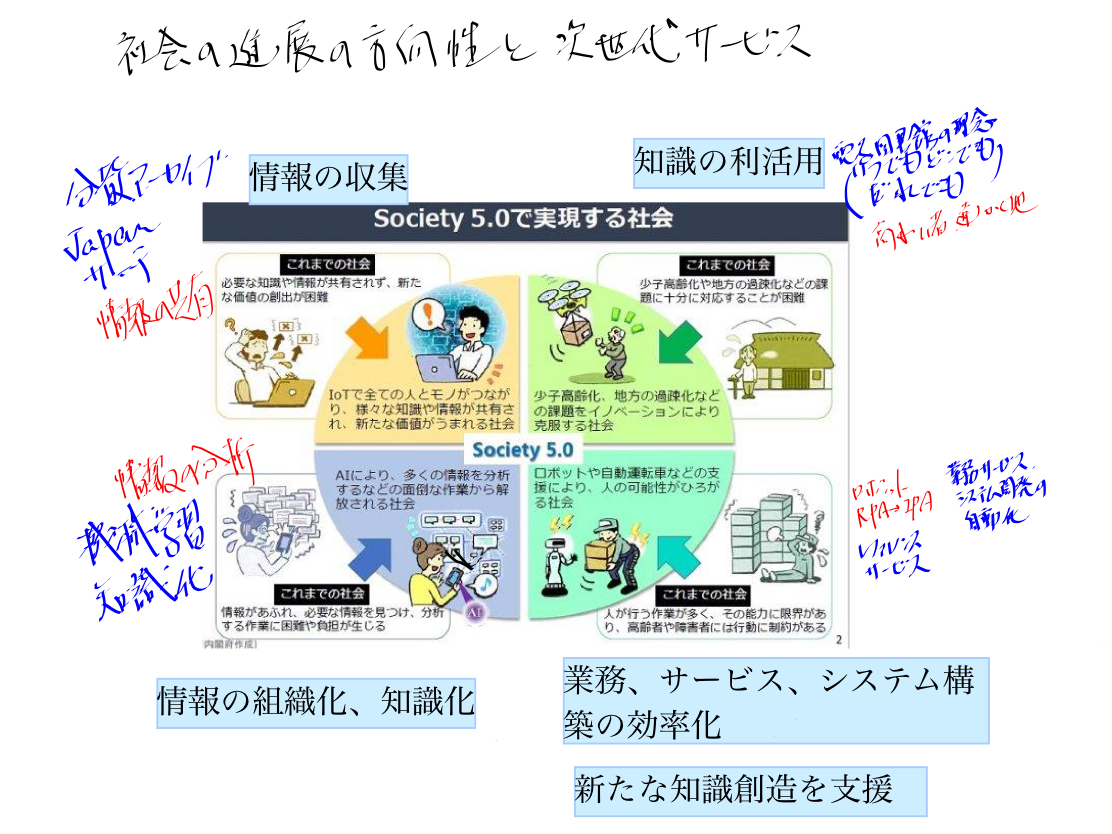 社会の進展の方向性と次世代サービス
分散アーカイブ
Japan
サーチ
情報の共有
情報の収集
知識の利活用
電子図書館の理念
(いつでもどこでも
だれでも)
高れい者
Society 5.0で実現する社会
これまでの社会
必要な知識や情報が共有されず、新た
な価値の創出が困難
IoTで全ての人とモノがつなが
り、様々な知識や情報が共有さ
れ、新たな価値がうまれる社会
これまでの社会
少子高齢化や地方の過疎化などの課
題に十分に対応することが困難
少子高齢化、地方の過疎化など
の課題をイノベーションにより
克服する社会
Society 5.0
AIにより、多くの情報を分析
するなどの面倒な作業から解
放される社会
AI
これまでの社会
情報があふれ、必要な情報を見つけ、分析
する作業に困難や負担が生じる
ロボットや自動運転車などの支
援により、人の可能性がひろが
る社会
これまでの社会
人が行う作業が多く、その能力に限界があ
り、高齢者や障害者には行動に制約がある
内閣府作成
2
情報の分析
機械学習
知識化
ロボット
RPA→IPA
レファレンス
サービス
業務サービス
システム開発の
自動化
情報の組織化、知識化
業務、サービス、システム構
築の効率化
新たな知識創造を支援